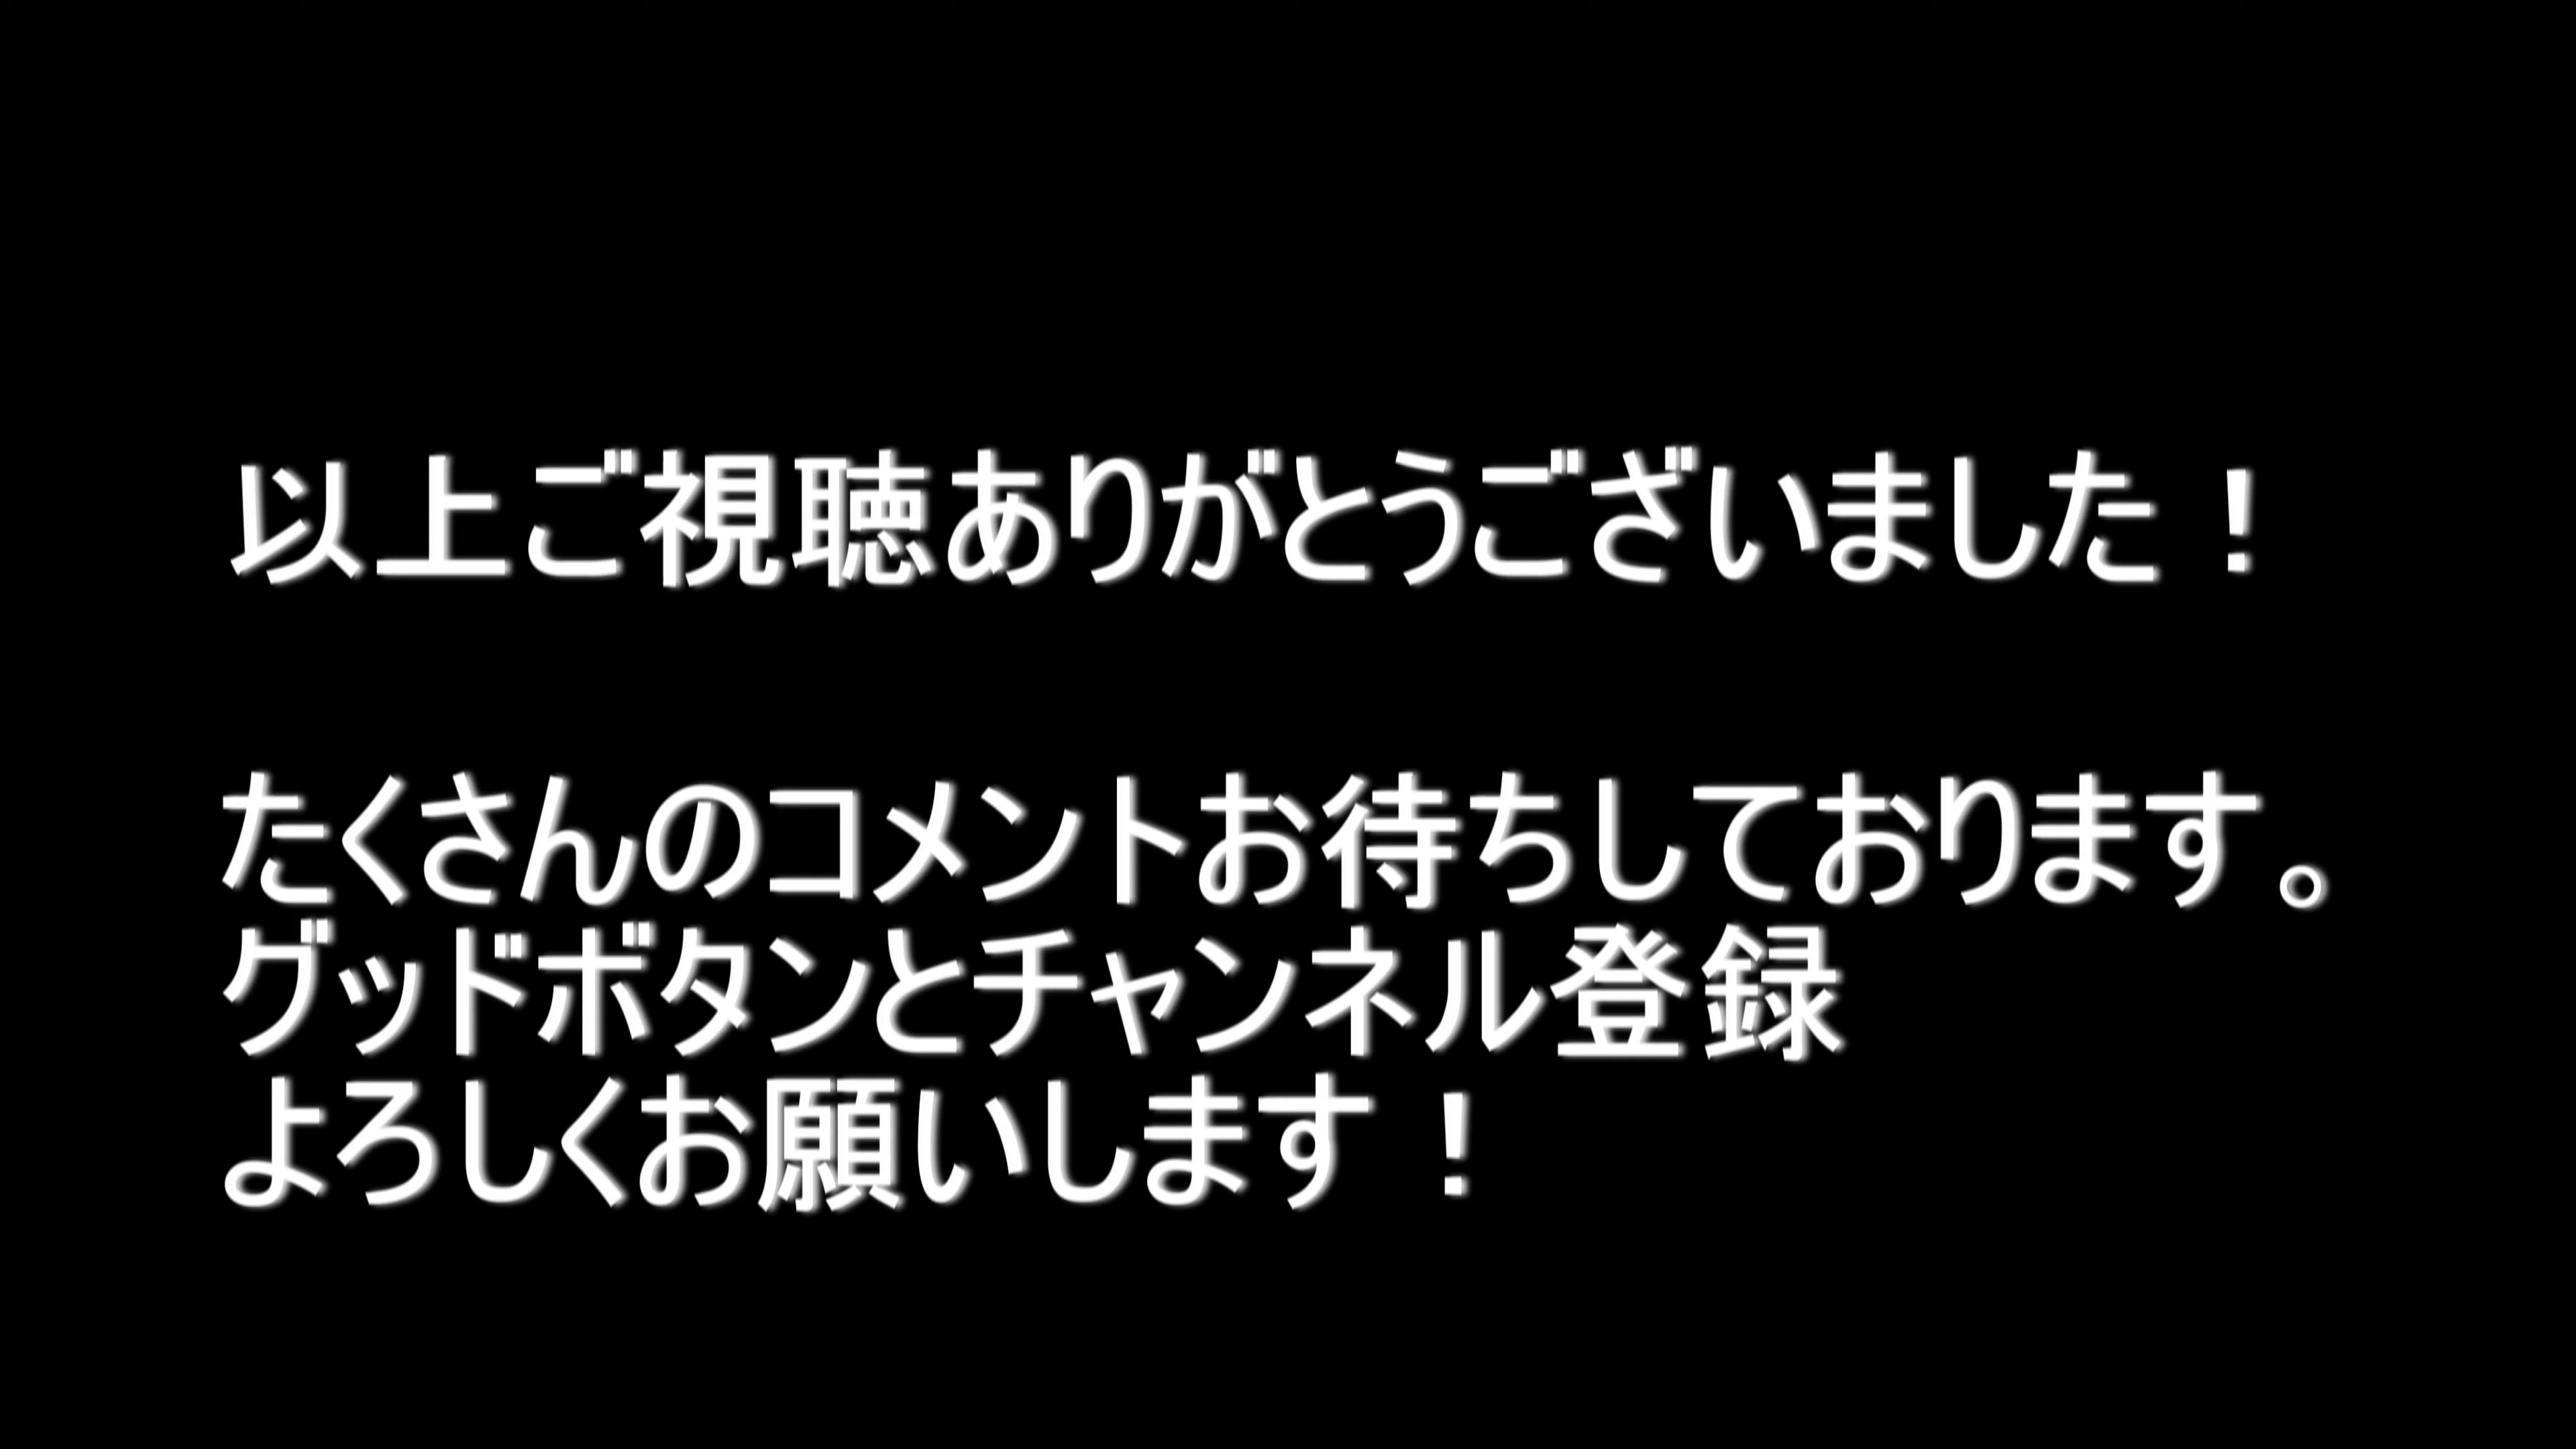 以上ご視聴ありがとうございました！
たくさんのコメントお待ちしております。
グッドボタンとチャンネル登録
よろしくお願いします！